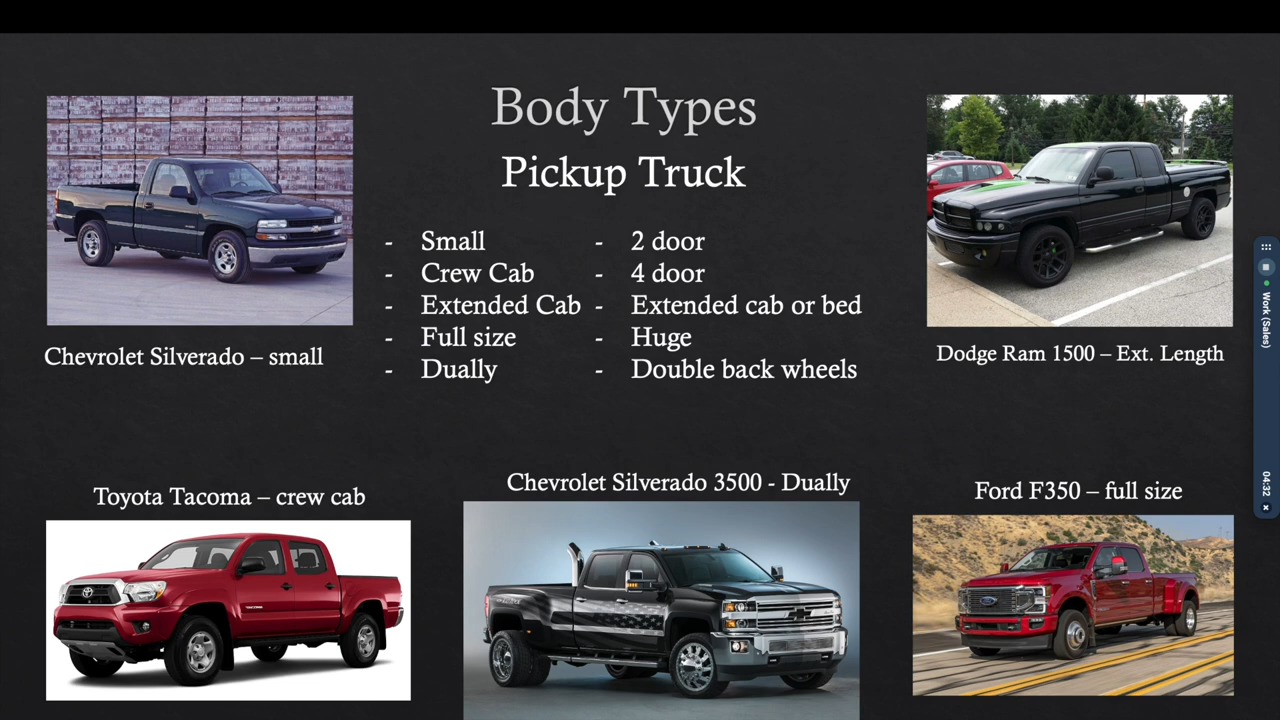 Body Types
Pickup Truck
- Small
- Crew Cab
- Extended Cab
- Full size
- Dually
- 2 door
- 4 door
- Extended cab or bed
- Huge
- Double back wheels
Chevrolet Silverado – small
Dodge Ram 1500 – Ext. Length
Toyota Tacoma – crew cab
Chevrolet Silverado 3500 - Dually
Ford F350 – full size
Work (Sales)
04:32